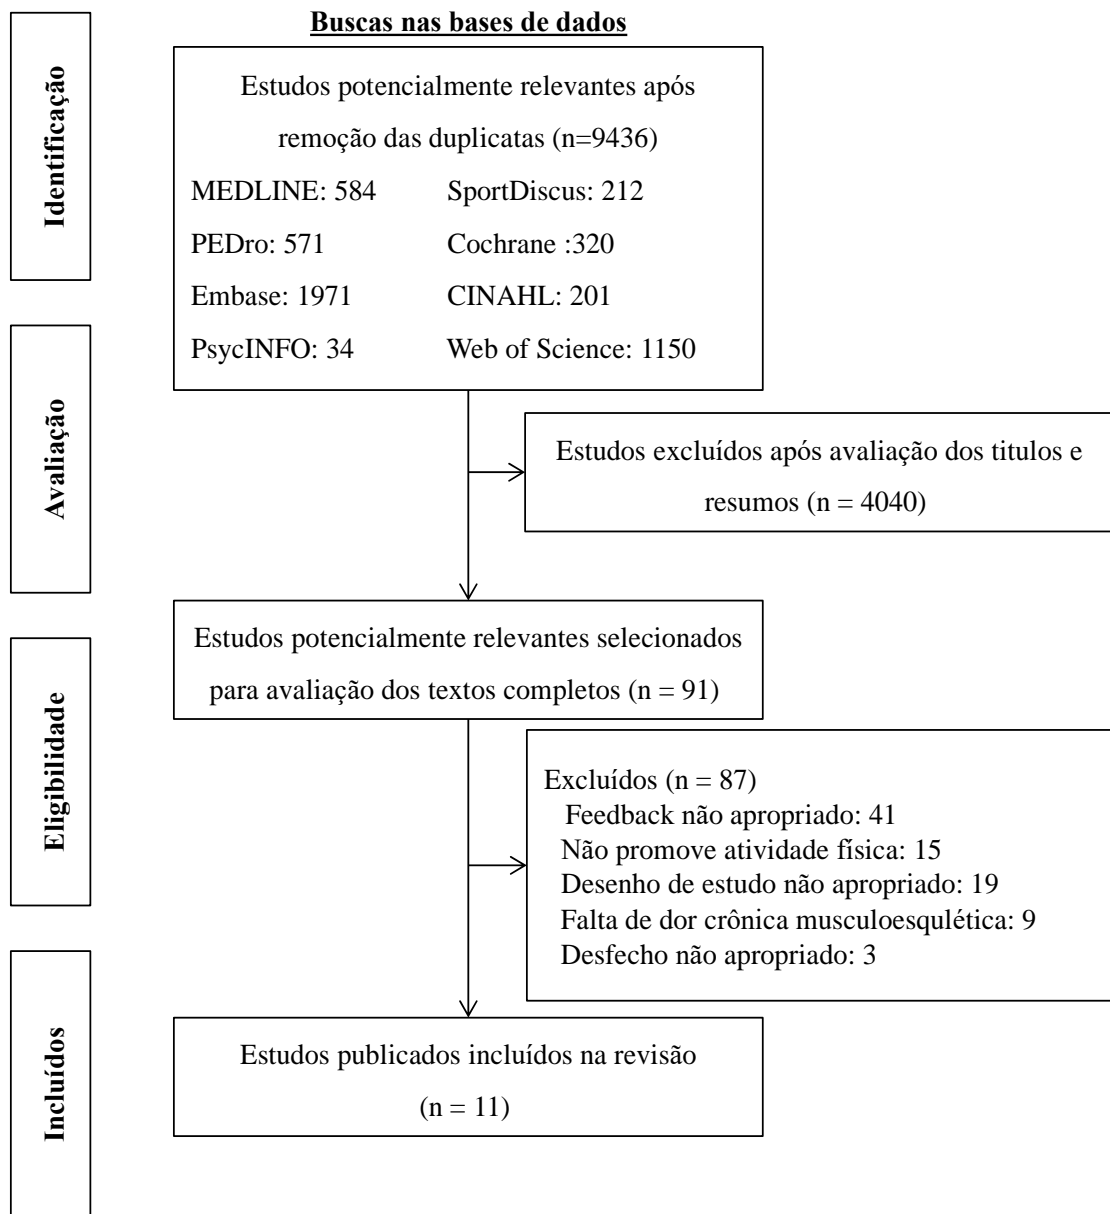 Buscas nas bases de dados
Identificação
Estudos potencialmente relevantes após
remoção das duplicatas (n=9436)
MEDLINE: 584 SportDiscus: 212
PEDro: 571 Cochrane :320
Embase: 1971 CINAHL: 201
PsycINFO: 34 Web of Science: 1150
Avaliação
Estudos excluídos após avaliação dos titulos e
resumos (n = 4040)
Estudos potencialmente relevantes selecionados
para avaliação dos textos completos (n = 91)
Eligibilidade
Excluídos (n = 87)
Feedback não apropriado: 41
Não promove atividade física: 15
Desenho de estudo não apropriado: 19
Falta de dor crônica musculoesqulética: 9
Desfecho não apropriado: 3
Incluídos
Estudos publicados incluídos na revisão
(n = 11)